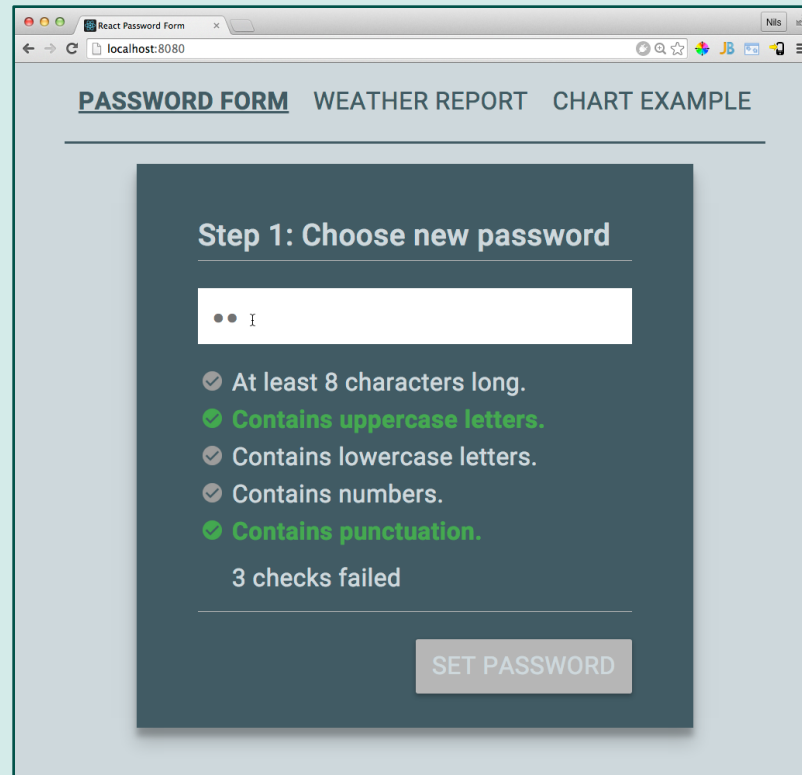 React Password Form
Nils
localhost:8080
JB
PASSWORD FORM WEATHER REPORT CHART EXAMPLE
Step 1: Choose new password
At least 8 characters long.
Contains uppercase letters.
Contains lowercase letters.
Contains numbers.
Contains punctuation.
3 checks failed
SET PASSWORD